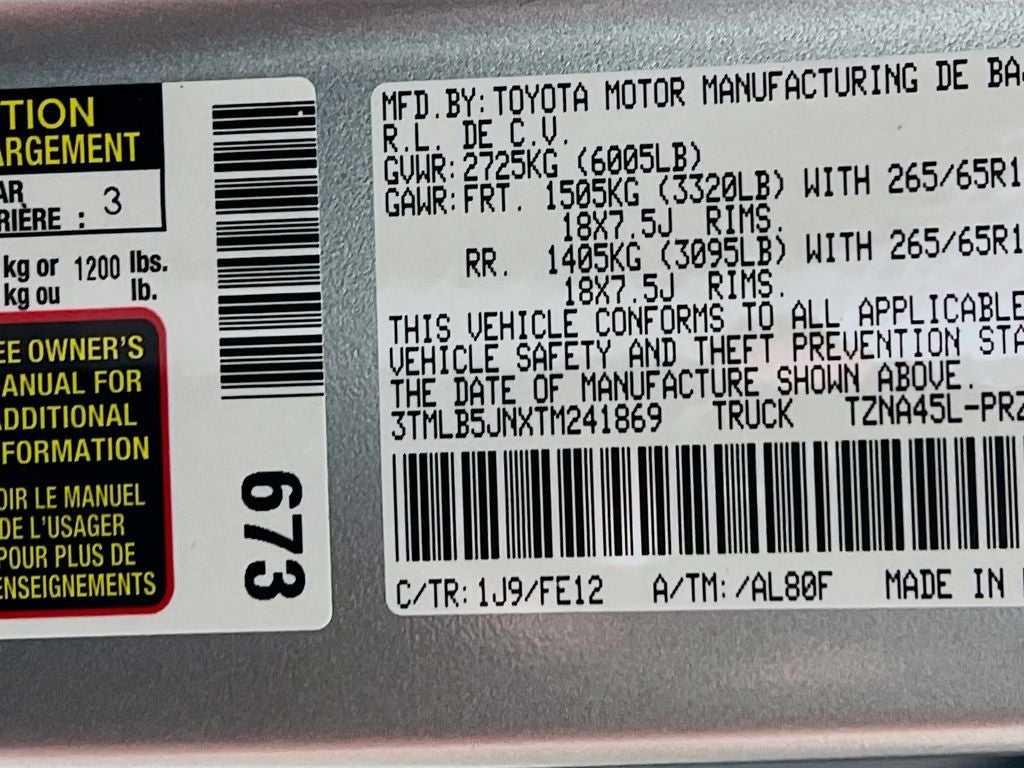 TION
ARGEMENT
AR
RIÈRE : 3
kg or 1200 lbs.
kg ou lb.
EE OWNER'S
ANUAL FOR
ADDITIONAL
FORMATION
OIR LE MANUEL
DE L'USAGER
POUR PLUS DE
ENSEIGNEMENTS
673
MFD.BY:TOYOTA MOTOR MANUFACTURING DE BA
R.L. DE C.V.
GVWR:2725KG (6005LB)
GAWR:FRT. 1505KG (3320LB) WITH 265/65R1
18X7.5J RIMS.
RR. 1405KG (3095LB) WITH 265/65R1
18X7.5J RIMS.
THIS VEHICLE CONFORMS TO ALL APPLICABLE
VEHICLE SAFETY AND THEFT PREVENTION STA
THE DATE OF MANUFACTURE SHOWN ABOVE.
3TMLB5JNXTM241869 TRUCK TZNA45L-PRZ
C/TR:1J9/FE12 A/TM:/AL80F MADE IN